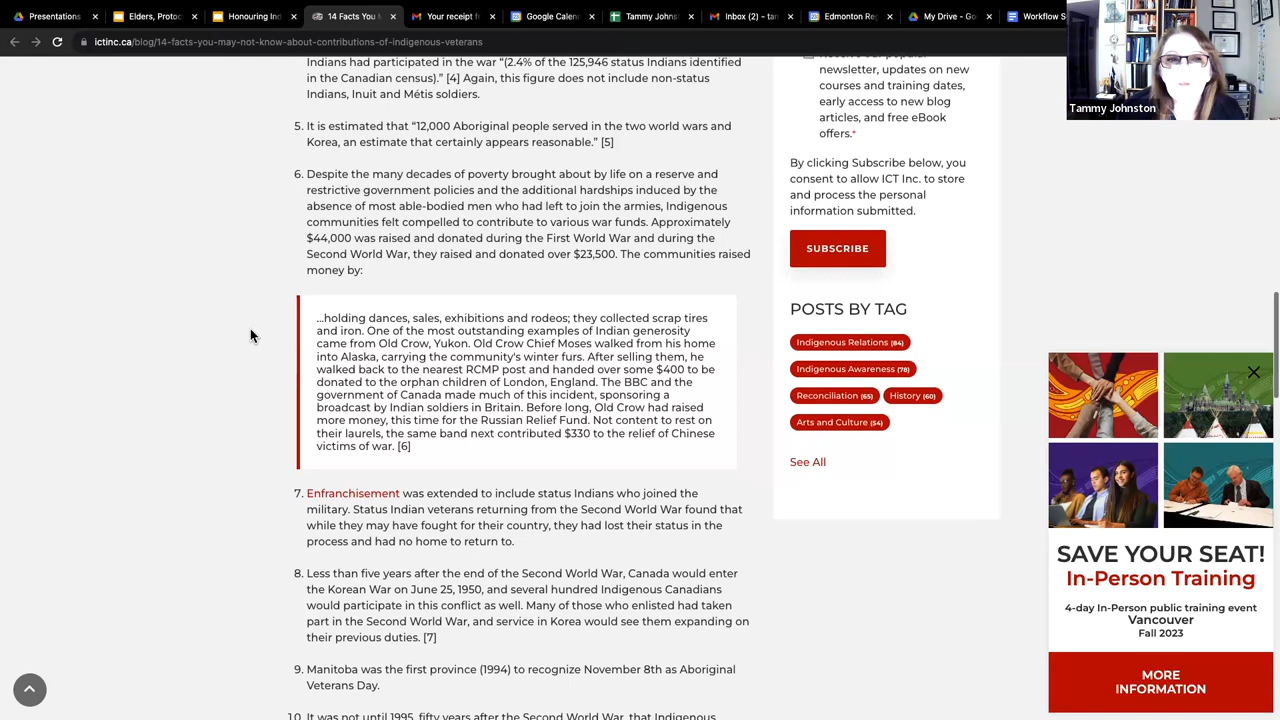 Presentations
Elders, Protoc
Honouring Ind
14 Facts You M
Your receipt f
Google Calen
Tammy Johnst
Inbox (2) – tan
Edmonton Reg
My Drive – Go
Workflow S
ictinc.ca/blog/14-facts-you-may-not-know-about-contributions-of-indigenous-veterans
Tammy Johnston
Indians had participated in the war “(2.4% of the 125,946 status Indians identified
in the Canadian census).” [4] Again, this figure does not include non-status
Indians, Inuit and Metis soldiers.
5. It is estimated that “12,000 Aboriginal people served in the two world wars and
Korea, an estimate that certainly appears reasonable.” [5]
6. Despite the many decades of poverty brought about by life on a reserve and
restrictive government policies and the additional hardships induced by the
absence of most able-bodied men who had left to join the armies, Indigenous
communities felt compelled to contribute to various war funds. Approximately
$44,000 was raised and donated during the First World War and during the
Second World War, they raised and donated over $23,500. The communities raised
money by:
...holding dances, sales, exhibitions and rodeos; they collected scrap tires
and iron. One of the most outstanding examples of Indian generosity
came from Old Crow, Yukon. Old Crow Chief Moses walked from his home
into Alaska, carrying the community's winter furs. After selling them, he
walked back to the nearest RCMP post and handed over some $400 to be
donated to the orphan children of London, England. The BBC and the
government of Canada made much of this incident, sponsoring a
broadcast by Indian soldiers in Britain. Before long, Old Crow had raised
more money, this time for the Russian Relief Fund. Not content to rest on
their laurels, the same band next contributed $330 to the relief of Chinese
victims of war. [6]
7. Enfranchisement was extended to include status Indians who joined the
military. Status Indian veterans returning from the Second World War found that
while they may have fought for their country, they had lost their status in the
process and had no home to return to.
8. Less than five years after the end of the Second World War, Canada would enter
the Korean War on June 25, 1950, and several hundred Indigenous Canadians
would participate in this conflict as well. Many of those who enlisted had taken
part in the Second World War, and service in Korea would see them expanding on
their previous duties. [7]
9. Manitoba was the first province (1994) to recognize November 8th as Aboriginal
Veterans Day.
10. It was not until 1995, fifty years after the Second World War, that Indigenous
newsletter, updates on new
courses and training dates,
early access to new blog
articles, and free eBook
offers.*
By clicking Subscribe below, you
consent to allow ICT Inc. to store
and process the personal
information submitted.
SUBSCRIBE
POSTS BY TAG
Indigenous Relations (84)
Indigenous Awareness (78)
Reconciliation (65) History (60)
Arts and Culture (54)
See All
SAVE YOUR SEAT!
In-Person Training
4-day In-Person public training event
Vancouver
Fall 2023
MORE
INFORMATION